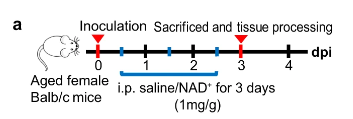 a
Inoculation Sacrificed and tissue processing
0 1 2 3 4 dpi
Aged female
Balb/c mice
i.p. saline/NAD⁺ for 3 days
(1mg/g)